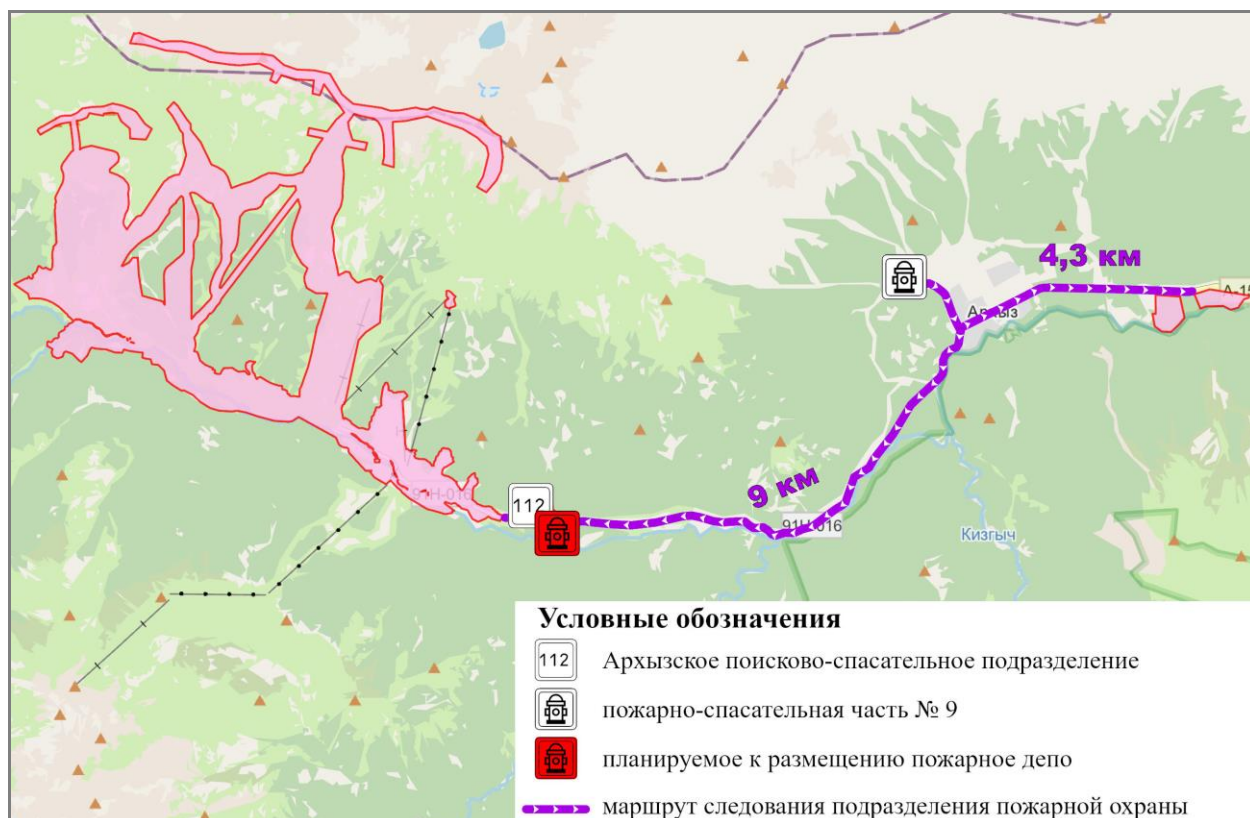 4,3 км
А-15
Архыз
9 км
91Н-016
112
91Н-016
Кизгыч
Условные обозначения
112 Архызское поисково-спасательное подразделение
пожарно-спасательная часть № 9
планируемое к размещению пожарное депо
маршрут следования подразделения пожарной охраны